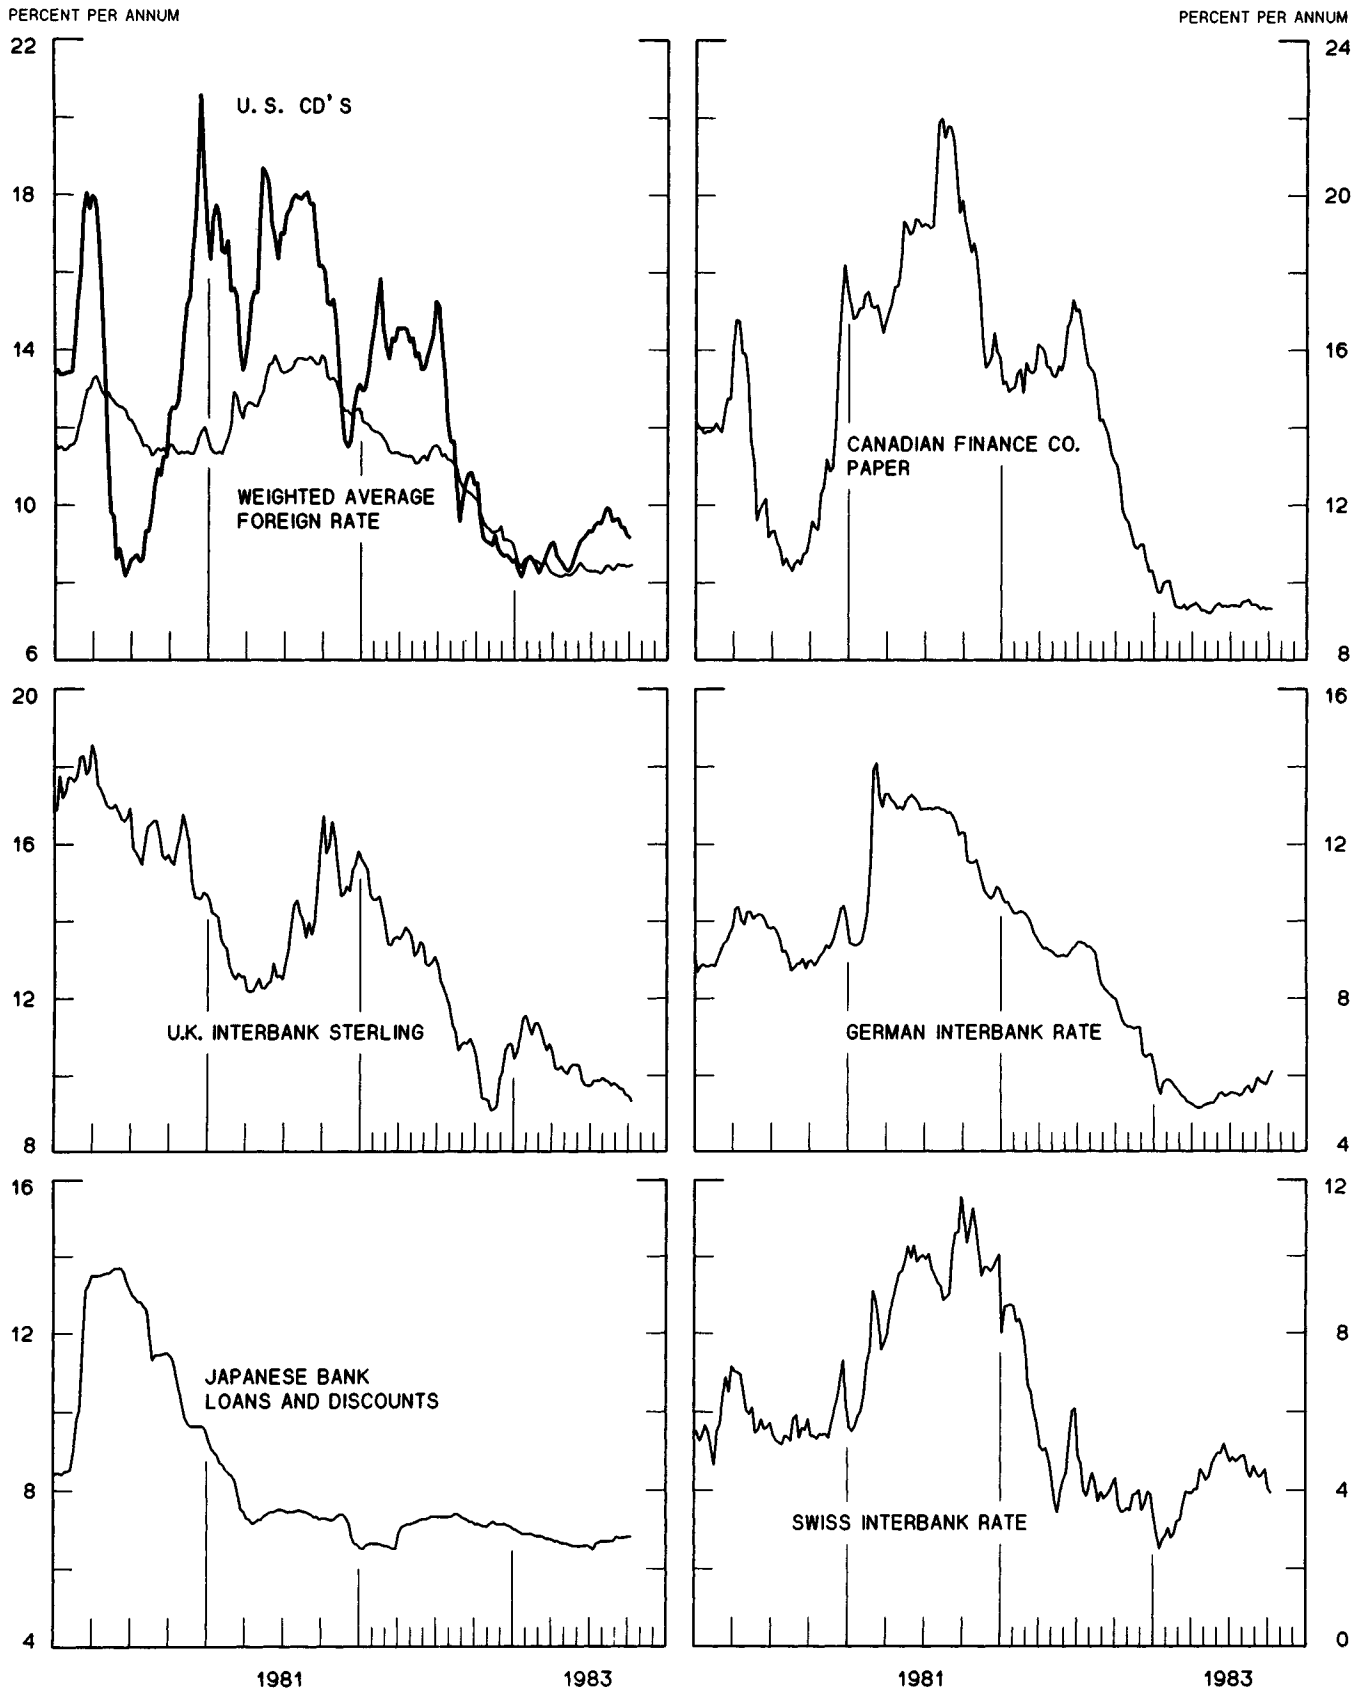 PERCENT PER ANNUM
PERCENT PER ANNUM
22
18
14
10
6
U. S. CD'S
WEIGHTED AVERAGE
FOREIGN RATE
24
20
16
12
8
CANADIAN FINANCE CO.
PAPER
20
16
12
8
U.K. INTERBANK STERLING
16
12
8
4
GERMAN INTERBANK RATE
16
12
8
4
JAPANESE BANK
LOANS AND DISCOUNTS
12
8
4
0
SWISS INTERBANK RATE
1981
1983
1981
1983